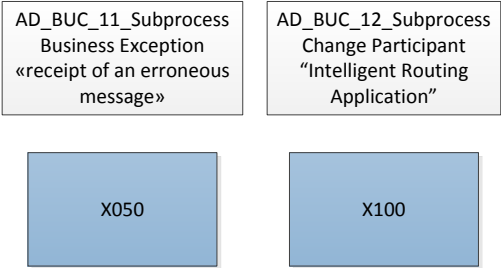 AD_BUC_11_Subprocess
Business Exception
«receipt of an erroneous
message»
AD_BUC_12_Subprocess
Change Participant
“Intelligent Routing
Application”
X050
X100